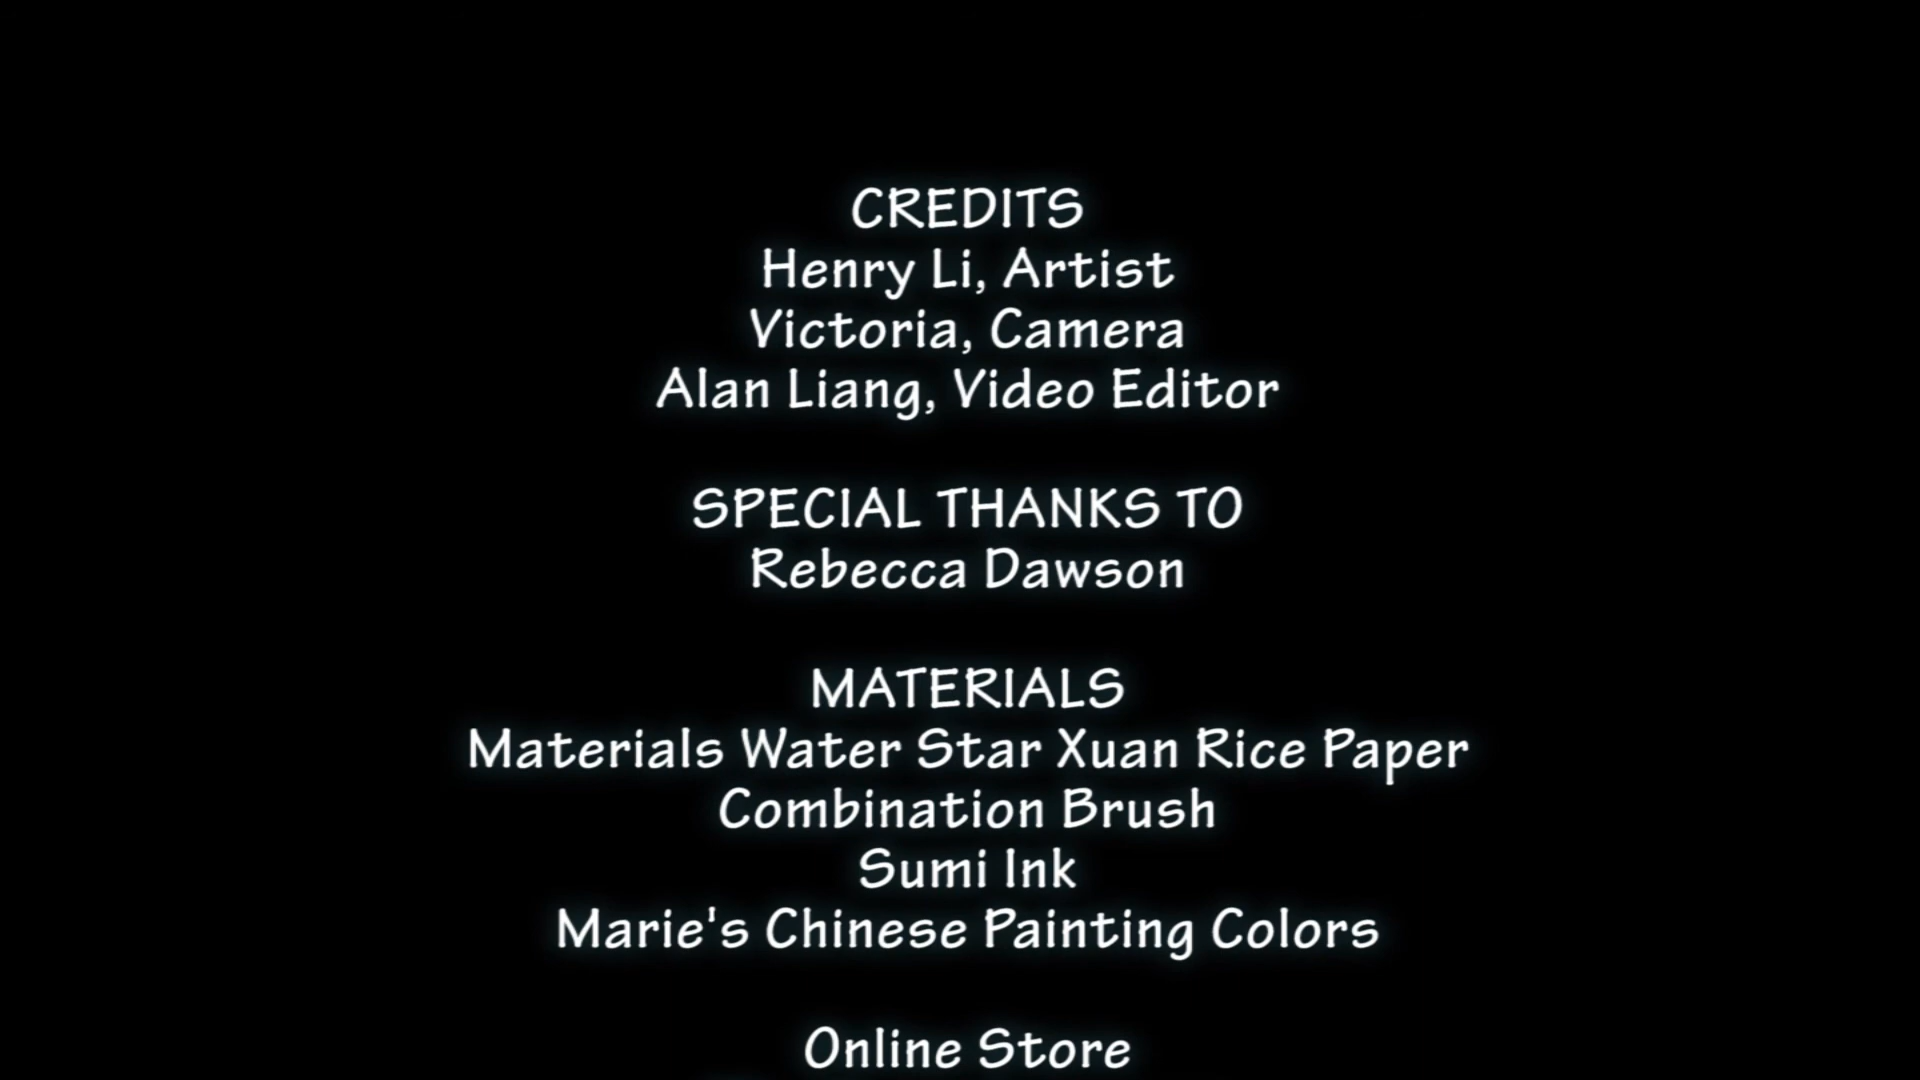 CREDITS
Henry Li, Artist
Victoria, Camera
Alan Liang, Video Editor
SPECIAL THANKS TO
Rebecca Dawson
MATERIALS
Materials Water Star Xuan Rice Paper
Combination Brush
Sumi Ink
Marie's Chinese Painting Colors
Online Store